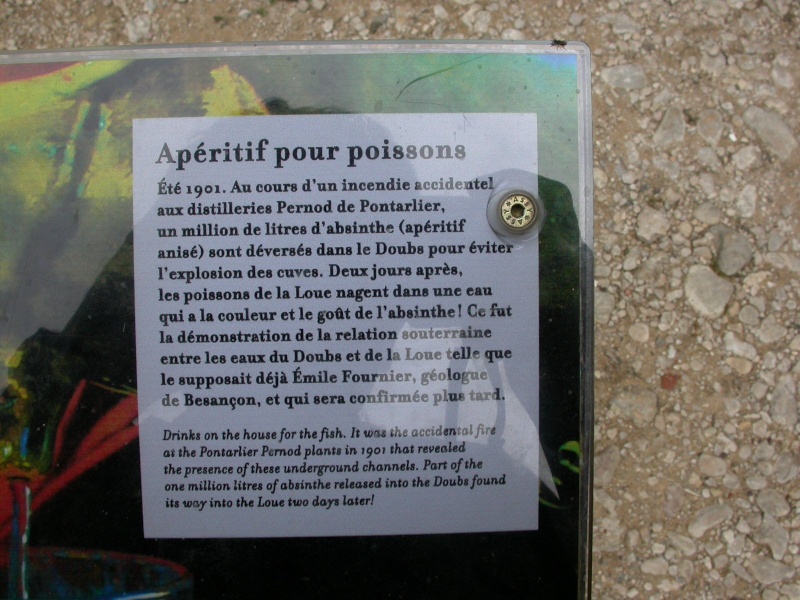 Apéritif pour poissons
Été 1901. Au cours d'un incendie accidentel
aux distilleries Pernod de Pontarlier,
un million de litres d'absinthe (apéritif
anisé) sont déversés dans le Doubs pour éviter
l'explosion des cuves. Deux jours après,
les poissons de la Loue nagent dans une eau
qui a la couleur et le goût de l'absinthe! Ce fut
la démonstration de la relation souterraine
entre les eaux du Doubs et de la Loue telle que
le supposait déjà Émile Fournier, géologue
de Besançon, et qui sera confirmée plus tard.
Drinks on the house for the fish. It was the accidental fire
at the Pontarlier Pernod plants in 1901 that revealed
the presence of these underground channels. Part of the
one million litres of absinthe released into the Doubs found
its way into the Loue two days later!